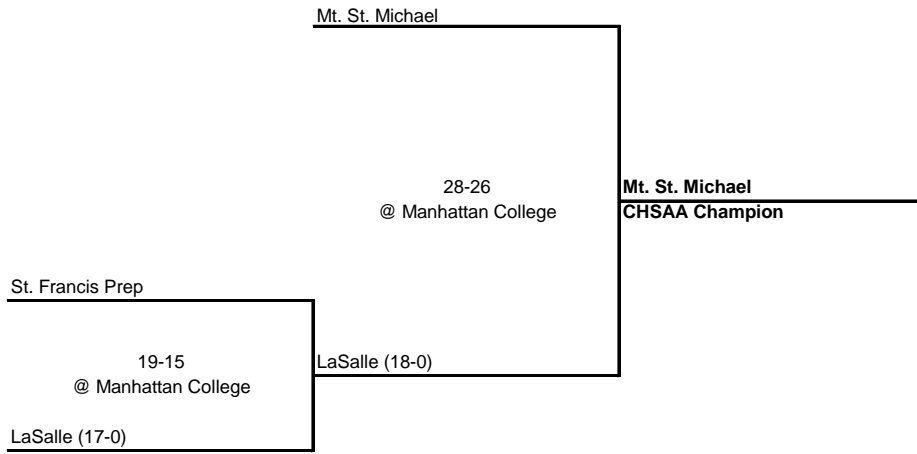 Mt. St. Michael
28-26
@ Manhattan College
Mt. St. Michael
CHSAA Champion
St. Francis Prep
19-15
@ Manhattan College
LaSalle (18-0)
LaSalle (17-0)